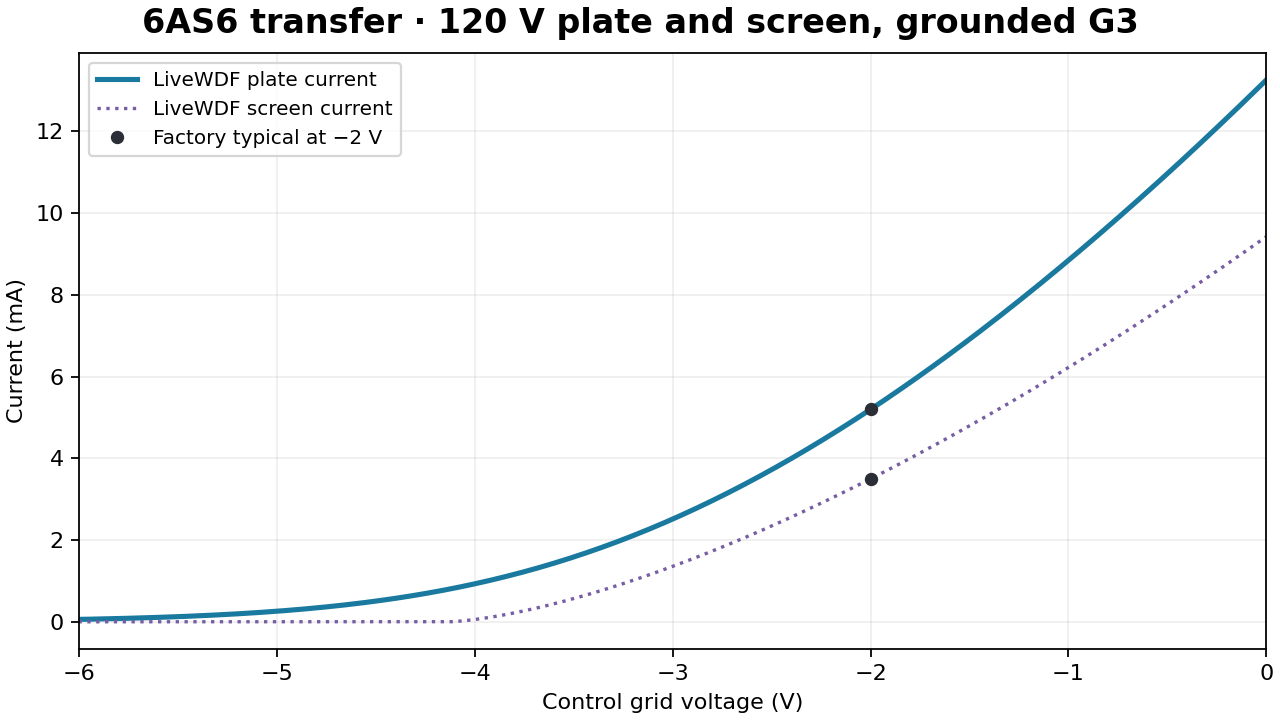 6AS6 transfer · 120 V plate and screen, grounded G3
LiveWDF plate current
LiveWDF screen current
Factory typical at −2 V
Current (mA)
12
10
8
6
4
2
0
−6
−5
−4
−3
−2
−1
0
Control grid voltage (V)